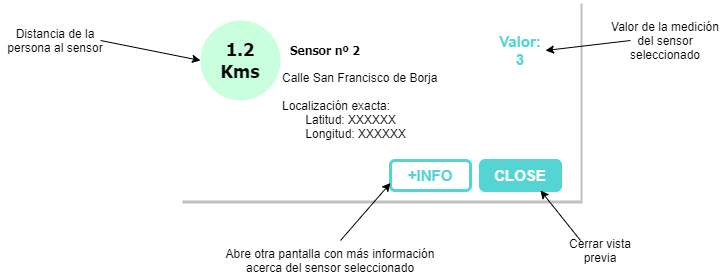 Distancia de la
persona al sensor
1.2
Kms
Sensor nº 2
Calle San Francisco de Borja
Localización exacta:
Latitud: XXXXXX
Longitud: XXXXXX
Valor:
3
Valor de la medición
del sensor
seleccionado
+INFO
CLOSE
Abre otra pantalla con más información
acerca del sensor seleccionado
Cerrar vista
previa